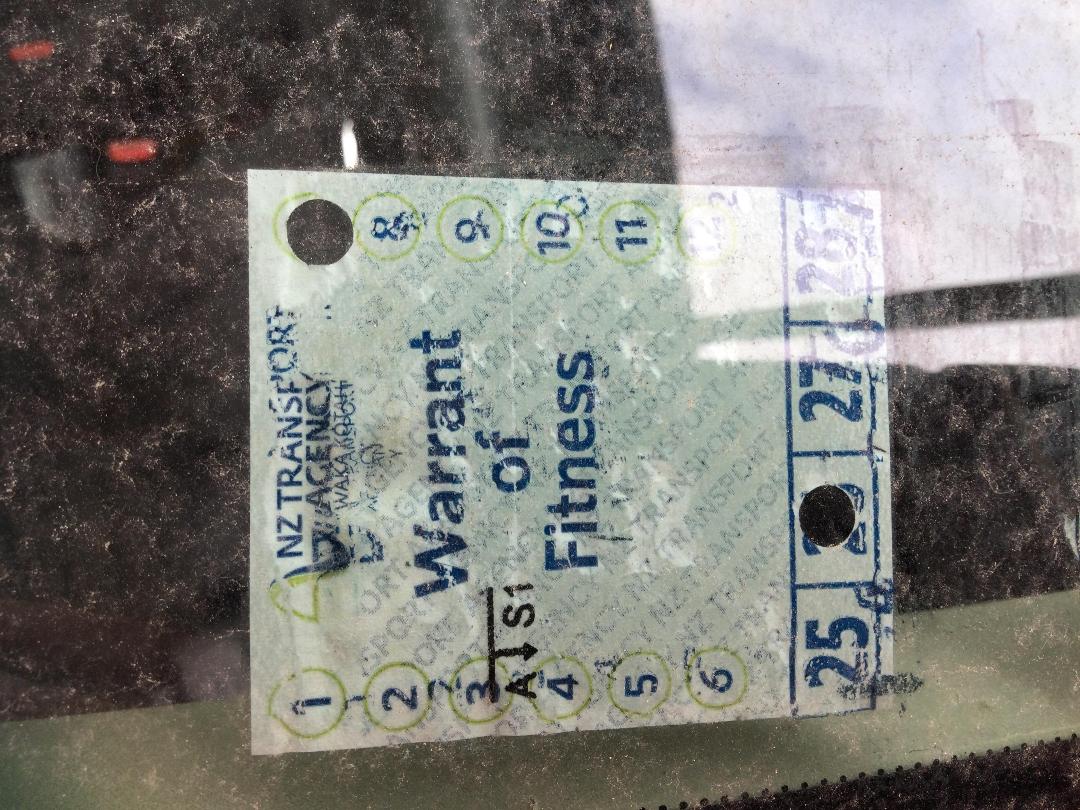 NZ TRANSPORT
AGENCY
WAKA KOTAHI
Warrant
of
Fitness
1
2
3
4
5
6
8
9
10
11
12
A S1
25
27
28